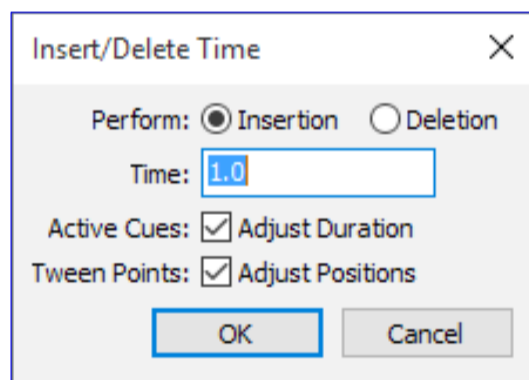 Insert/Delete Time
Perform: Insertion Deletion
Time: 1.0
Active Cues: Adjust Duration
Tween Points: Adjust Positions
OK Cancel